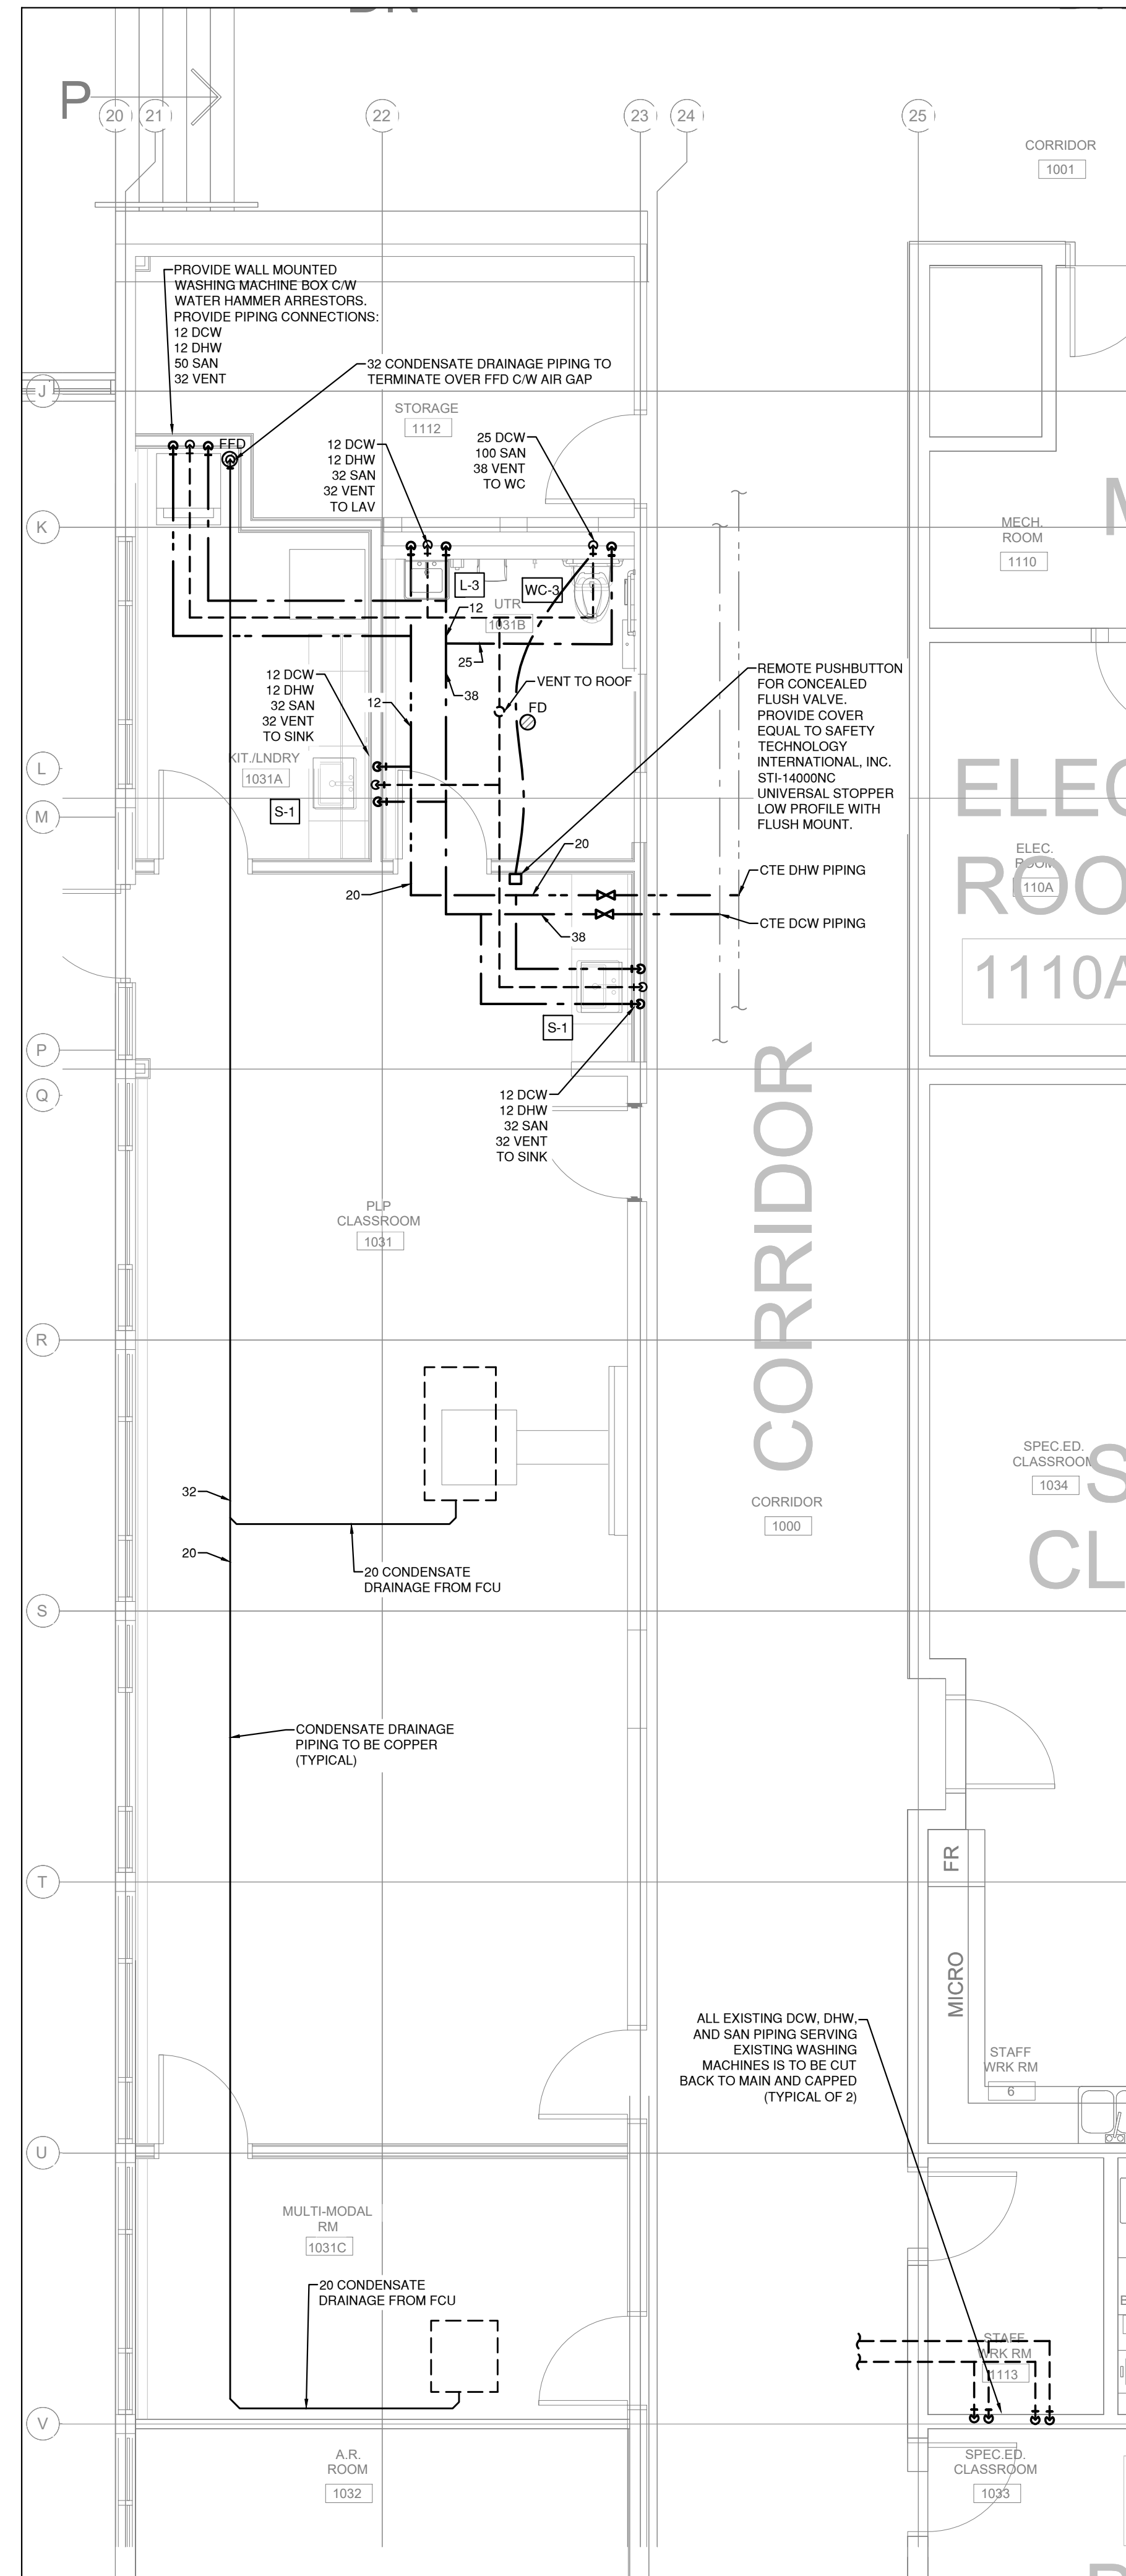 P
20
21
22
23
24
25
CORRIDOR
1001
PROVIDE WALL MOUNTED
WASHING MACHINE BOX C/W
WATER HAMMER ARRESTORS.
PROVIDE PIPING CONNECTIONS:
12 DCW
12 DHW
50 SAN
32 VENT
32 CONDENSATE DRAINAGE PIPING TO
TERMINATE OVER FFD C/W AIR GAP
J
STORAGE
1112
FFD
12 DCW
12 DHW
32 SAN
32 VENT
TO LAV
25 DCW
100 SAN
38 VENT
TO WC
K
MECH.
ROOM
1110
M
L-3
WC-3
UTR
1031B
12
25
38
12
VENT TO ROOF
FD
12 DCW
12 DHW
32 SAN
32 VENT
TO SINK
KIT./LNDRY
1031A
S-1
REMOTE PUSHBUTTON
FOR CONCEALED
FLUSH VALVE.
PROVIDE COVER
EQUAL TO SAFETY
TECHNOLOGY
INTERNATIONAL, INC.
STI-14000NC
UNIVERSAL STOPPER
LOW PROFILE WITH
FLUSH MOUNT.
L
M
ELEC
ROO
1110A
ELEC.
ROOM
1110A
20
20
CTE DHW PIPING
CTE DCW PIPING
38
S-1
P
Q
12 DCW
12 DHW
32 SAN
32 VENT
TO SINK
CORRIDOR
PLP
CLASSROOM
1031
R
SPEC.ED.
CLASSROOM
1034
S
CL
32
CORRIDOR
1000
20
20 CONDENSATE
DRAINAGE FROM FCU
S
CONDENSATE DRAINAGE
PIPING TO BE COPPER
(TYPICAL)
FR
T
MICRO
ALL EXISTING DCW, DHW,
AND SAN PIPING SERVING
EXISTING WASHING
MACHINES IS TO BE CUT
BACK TO MAIN AND CAPPED
(TYPICAL OF 2)
STAFF
WRK RM
6
U
MULTI-MODAL
RM
1031C
20 CONDENSATE
DRAINAGE FROM FCU
STAFF
WRK RM
1113
V
A.R.
ROOM
1032
SPEC.ED.
CLASSROOM
1033